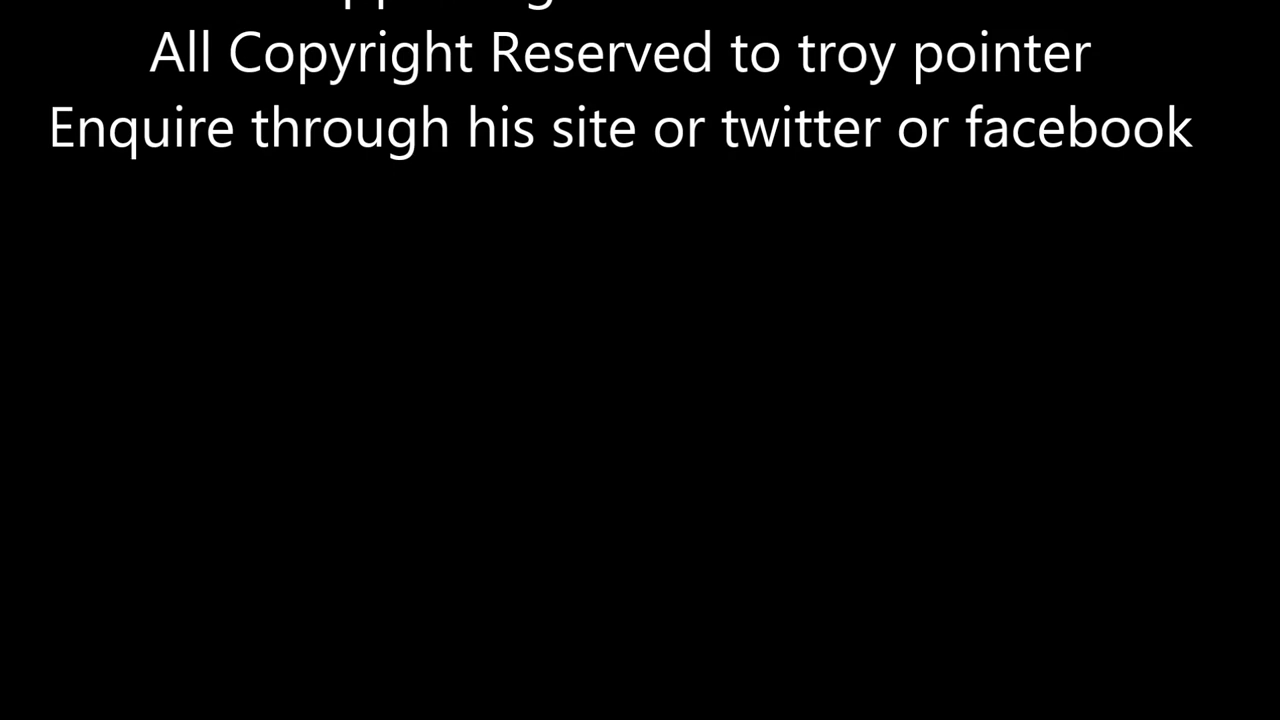 All Copyright Reserved to troy pointer
Enquire through his site or twitter or facebook